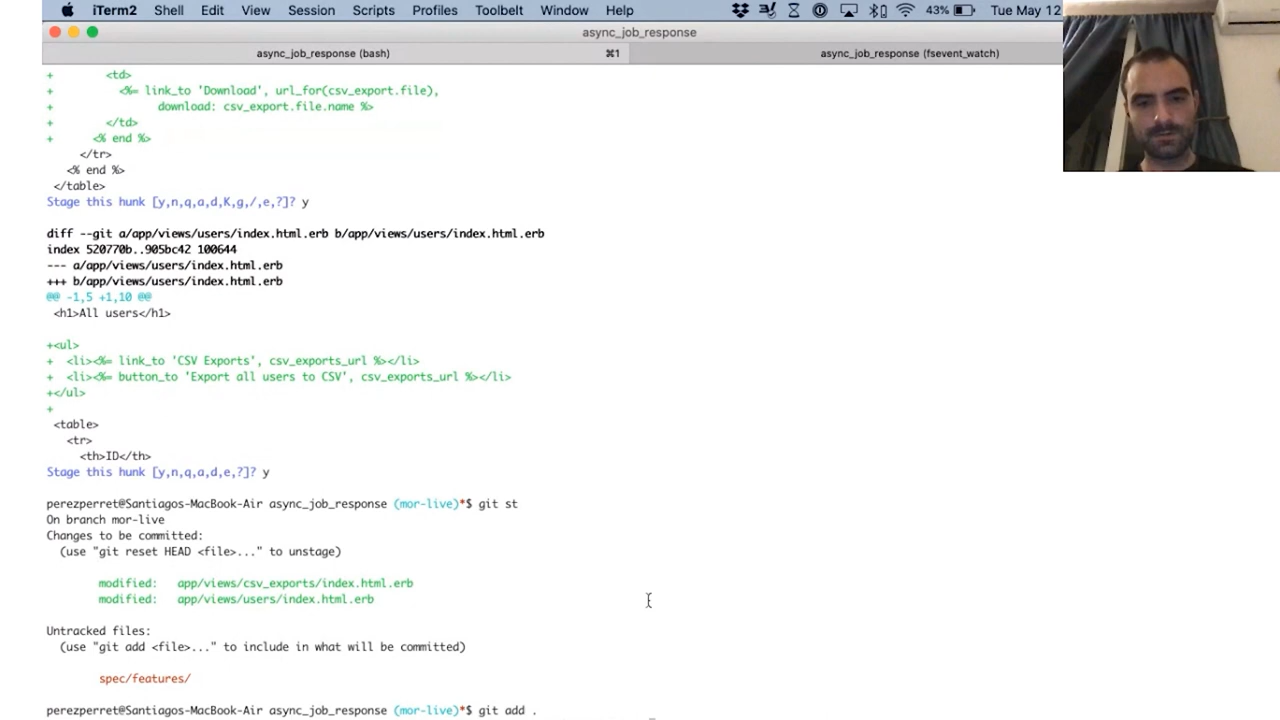 iTerm2 Shell Edit View Session Scripts Profiles Toolbelt Window Help 43% Tue May 12
async_job_response
async_job_response (bash) ⌘1 async_job_response (fsevent_watch)
+ <td>
+ <%= link_to 'Download', url_for(csv_export.file),
+ download: csv_export.file.name %>
+ </td>
+ <% end %>
</tr>
<% end %>
</table>
Stage this hunk [y,n,q,a,d,K,g,/,e,?]? y
diff --git a/app/views/users/index.html.erb b/app/views/users/index.html.erb
index 520770b..905bc42 100644
--- a/app/views/users/index.html.erb
+++ b/app/views/users/index.html.erb
@@ -1,5 +1,10 @@
<h1>All users</h1>
+<ul>
+ <li><%= link_to 'CSV Exports', csv_exports_url %></li>
+ <li><%= button_to 'Export all users to CSV', csv_exports_url %></li>
+</ul>
+
<table>
<tr>
<th>ID</th>
Stage this hunk [y,n,q,a,d,e,?]? y
perezperret@Santiagos-MacBook-Air async_job_response (mor-live)*$ git st
On branch mor-live
Changes to be committed:
(use "git reset HEAD <file>..." to unstage)
modified: app/views/csv_exports/index.html.erb
modified: app/views/users/index.html.erb
Untracked files:
(use "git add <file>..." to include in what will be committed)
spec/features/
perezperret@Santiagos-MacBook-Air async_job_response (mor-live)*$ git add .